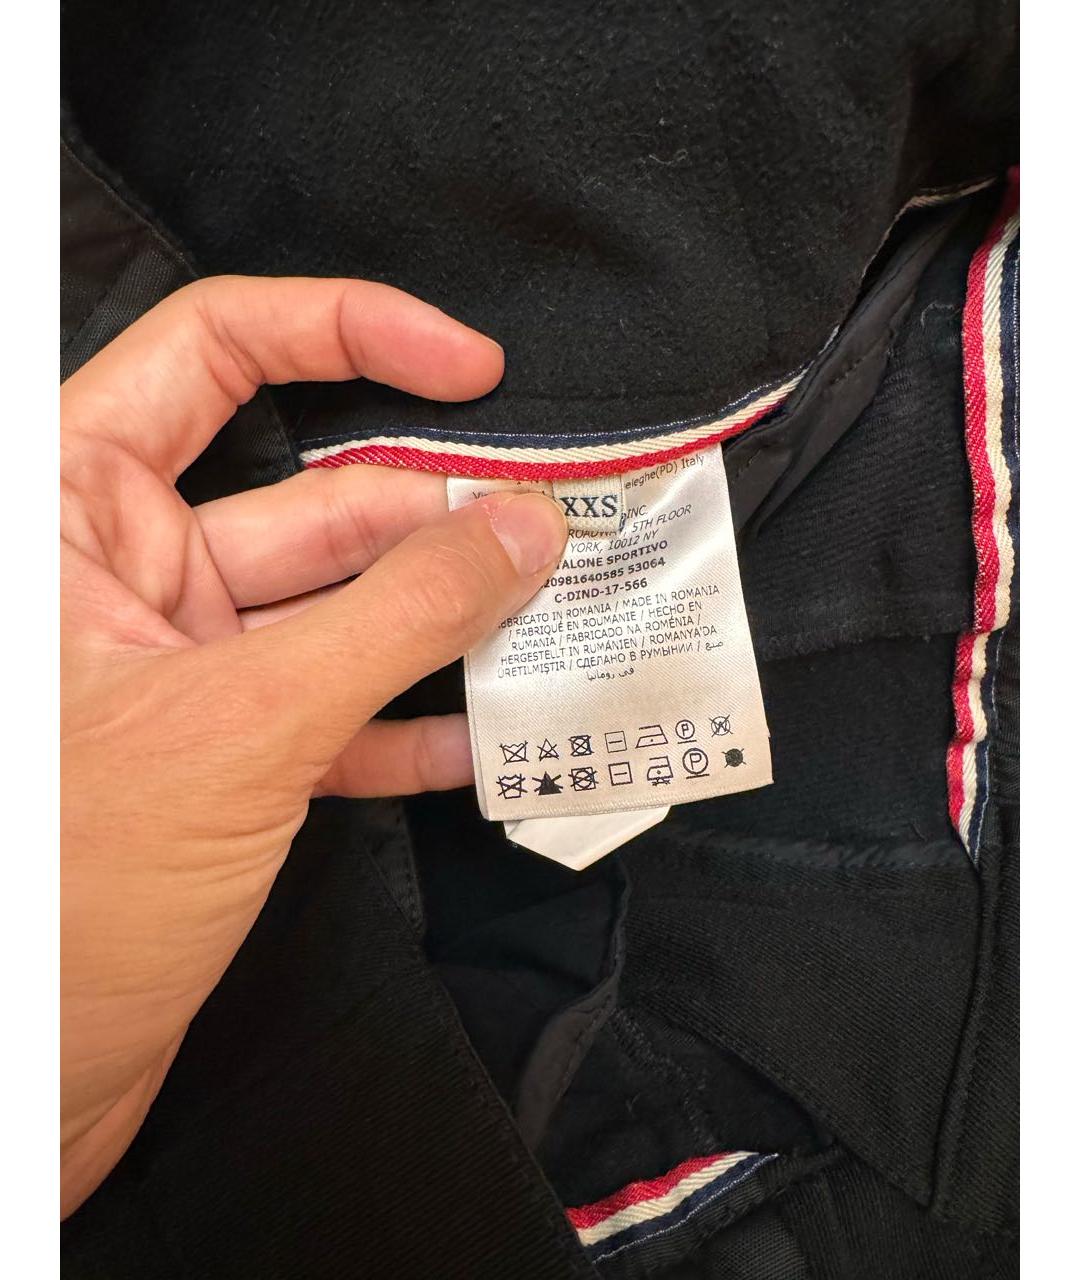 eleghe(PD) Italy
XXS
INC.
5TH FLOOR
YORK, 10012 NY
SPORTIVO
20981640585 53064
C-DIND-17-566
IN ROMANIA / MADE IN ROMANIA
/ FABRIQUÉ EN ROUMANIE / HECHO EN
RUMANIA / FABRICADO NA ROMÉNIA /
HERGESTELLT IN RUMÄNIEN / ROMANYA'DA
ÜRETILMIŞTIR / СДЕЛАНО В РУМЫНИИ / صنع
في رومانيا
P W
P